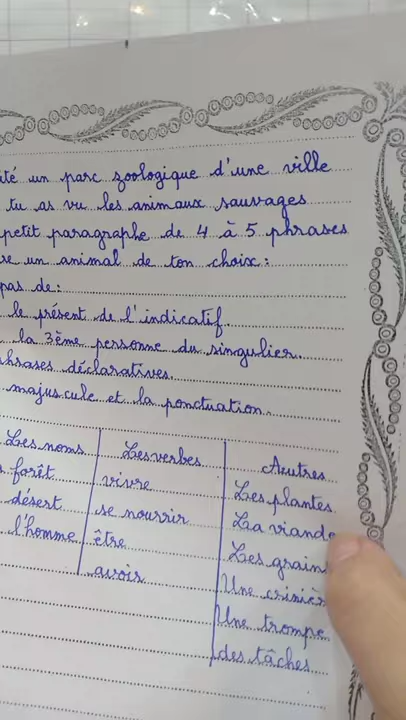 ité un parc zoologique d'une ville
tu as vu les animaux sauvages
petit paragraphe de 4 à 5 phrases
re un animal de ton choix:
pas de:
le présent de l'indicatif.
la 3ème personne du singulier.
phrases déclaratives.
majuscule et la ponctuation.
Les noms Les verbes Autres
forêt vivre Les plantes
désert se nourrir La viande
l'homme être Les grain
avoir Une criniè
Une trompe
des tâches